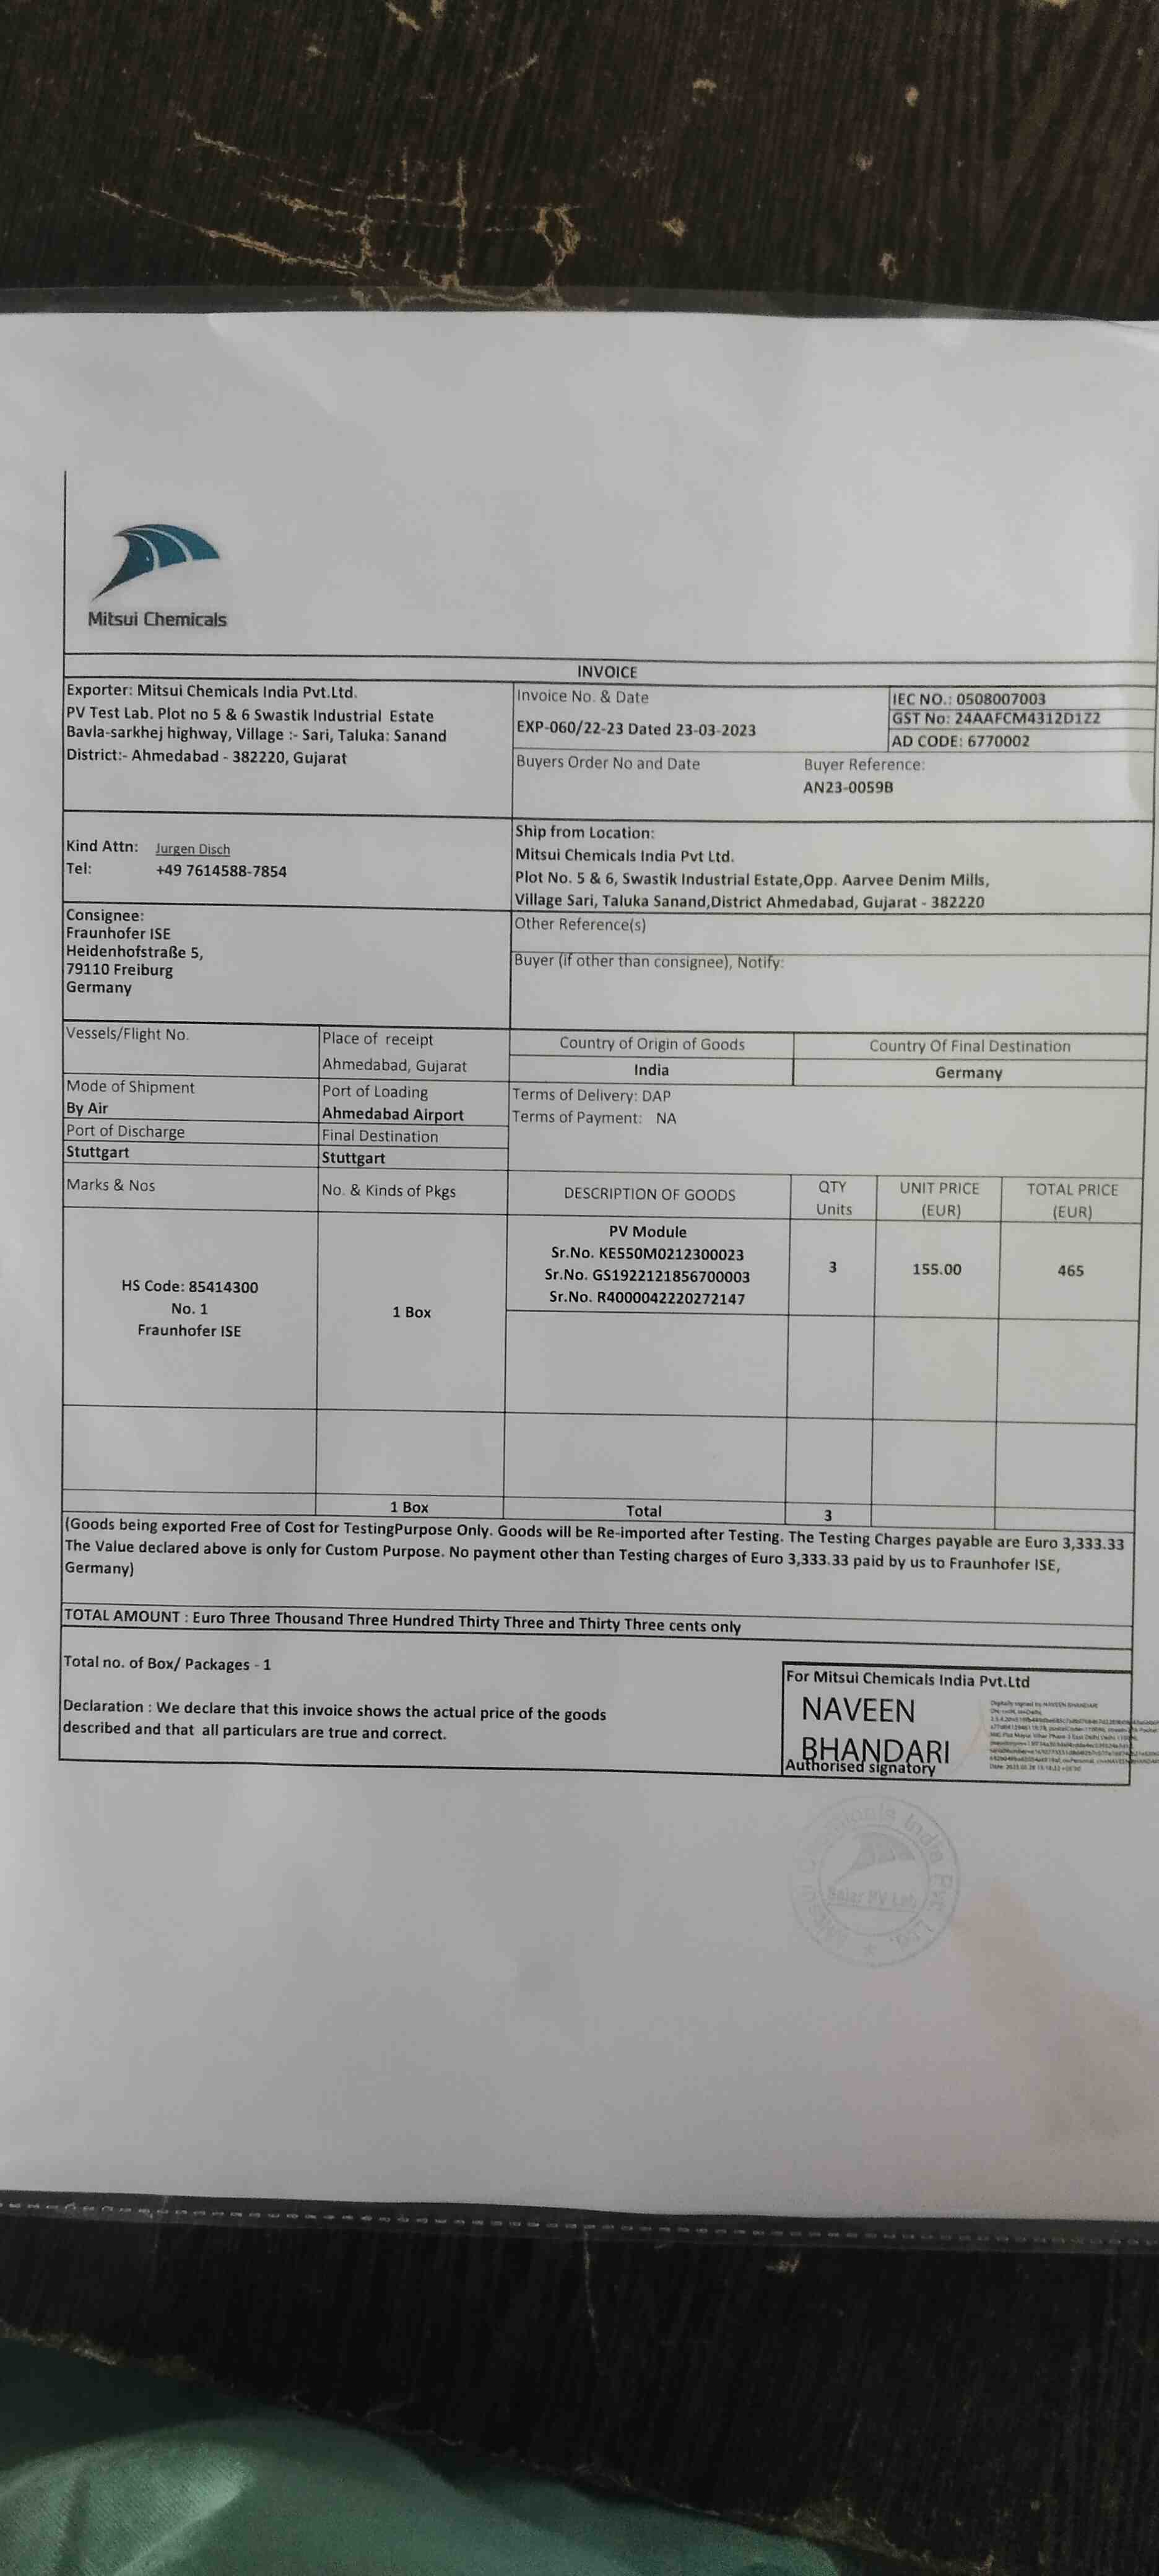 Mitsui Chemicals
INVOICE
Exporter: Mitsui Chemicals India Pvt.Ltd.
PV Test Lab. Plot no 5 & 6 Swastik Industrial Estate
Bavla-sarkhej highway, Village :- Sari, Taluka: Sanand
District:- Ahmedabad - 382220, Gujarat
Invoice No. & Date
EXP-060/22-23 Dated 23-03-2023
IEC NO.: 0508007003
GST No: 24AAFCM4312D1Z2
AD CODE: 6770002
Buyers Order No and Date
Buyer Reference:
AN23-0059B
Kind Attn: Jurgen Disch
Tel: +49 7614588-7854
Ship from Location:
Mitsui Chemicals India Pvt Ltd.
Plot No. 5 & 6, Swastik Industrial Estate,Opp. Aarvee Denim Mills,
Village Sari, Taluka Sanand,District Ahmedabad, Gujarat - 382220
Consignee:
Fraunhofer ISE
Heidenhofstraße 5,
79110 Freiburg
Germany
Other Reference(s)
Buyer (if other than consignee), Notify:
Vessels/Flight No.
Place of receipt
Ahmedabad, Gujarat
Country of Origin of Goods
India
Country Of Final Destination
Germany
Mode of Shipment
By Air
Port of Loading
Ahmedabad Airport
Terms of Delivery: DAP
Terms of Payment: NA
Port of Discharge
Stuttgart
Final Destination
Stuttgart
Marks & Nos
No. & Kinds of Pkgs
DESCRIPTION OF GOODS
QTY
Units
UNIT PRICE
(EUR)
TOTAL PRICE
(EUR)
HS Code: 85414300
No. 1
Fraunhofer ISE
1 Box
PV Module
Sr.No. KE550M0212300023
Sr.No. GS1922121856700003
Sr.No. R4000042220272147
3
155.00
465
1 Box
Total
3
(Goods being exported Free of Cost for TestingPurpose Only. Goods will be Re-imported after Testing. The Testing Charges payable are Euro 3,333.33
The Value declared above is only for Custom Purpose. No payment other than Testing charges of Euro 3,333.33 paid by us to Fraunhofer ISE,
Germany)
TOTAL AMOUNT : Euro Three Thousand Three Hundred Thirty Three and Thirty Three cents only
Total no. of Box/ Packages - 1
Declaration : We declare that this invoice shows the actual price of the goods
described and that all particulars are true and correct.
For Mitsui Chemicals India Pvt.Ltd
NAVEEN
BHANDARI
Digitally signed by NAVEEN BHANDARI
Authorised signatory
Chemicals India Pvt. Ltd.
Solar PV Lab